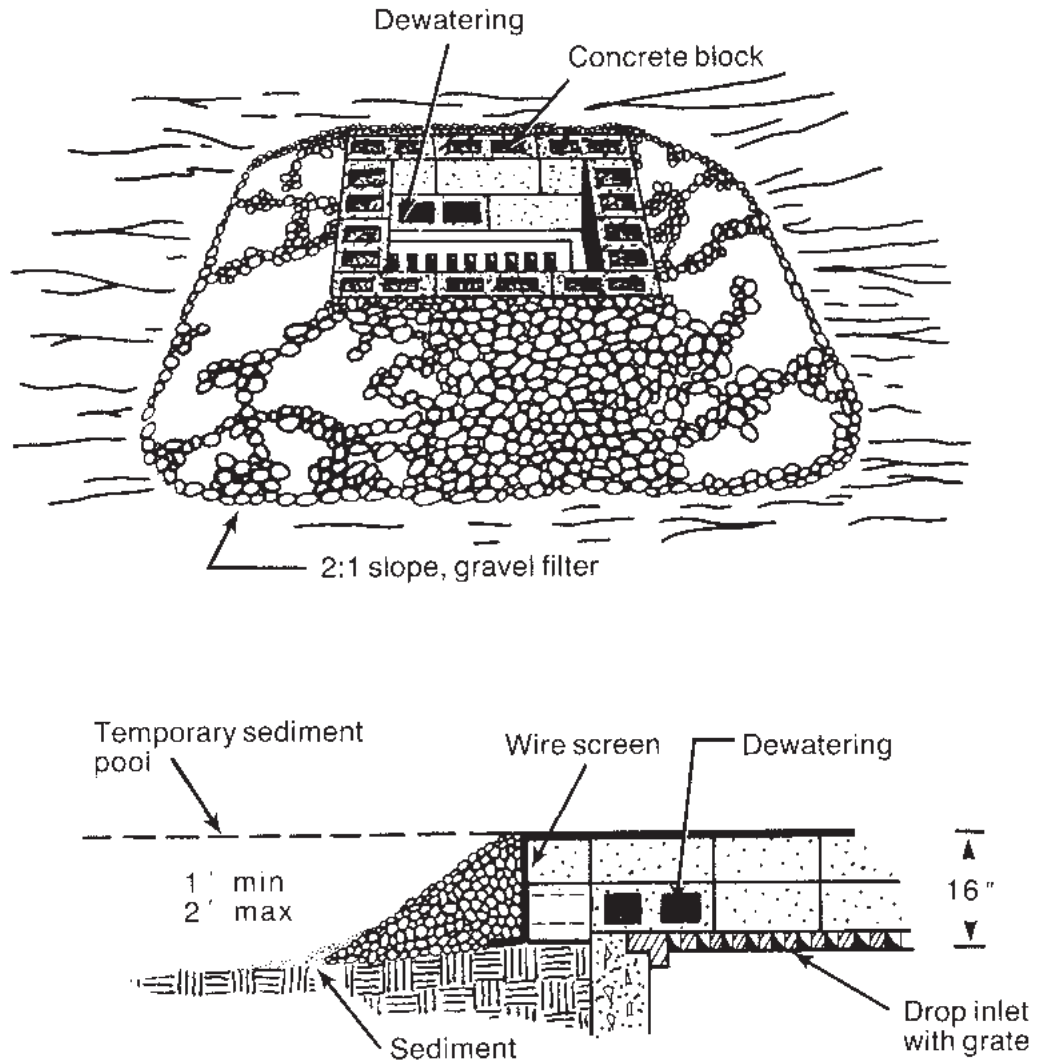 Dewatering
Concrete block
2:1 slope, gravel filter
Temporary sediment
pool
Wire screen
Dewatering
1' min
2' max
16"
Drop inlet
with grate
Sediment